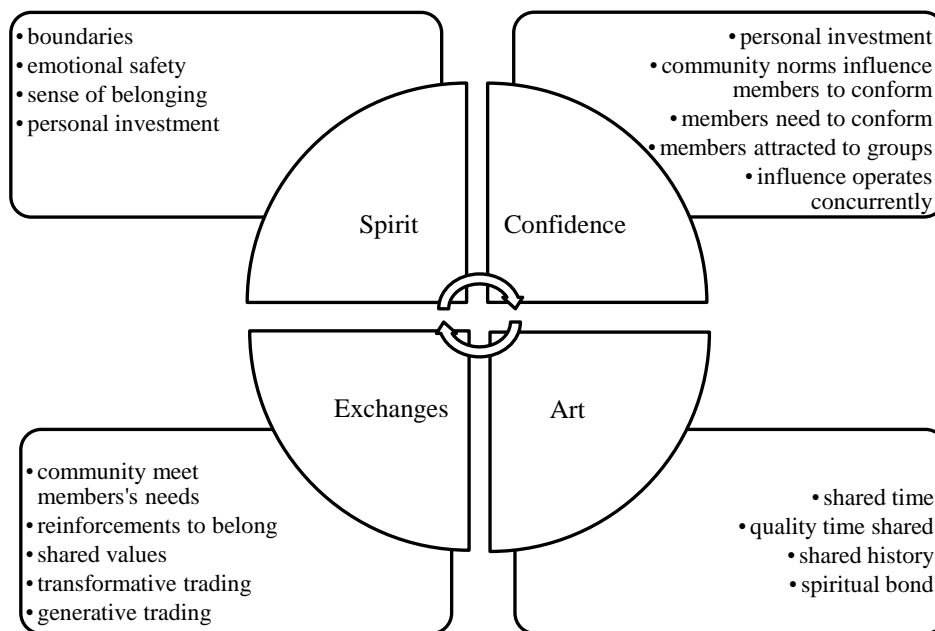 • boundaries
• emotional safety
• sense of belonging
• personal investment
• personal investment
• community norms influence
members to conform
• members need to conform
• members attracted to groups
• influence operates
concurrently
Spirit
Confidence
Exchanges
Art
• community meet
members's needs
• reinforcements to belong
• shared values
• transformative trading
• generative trading
• shared time
• quality time shared
• shared history
• spiritual bond